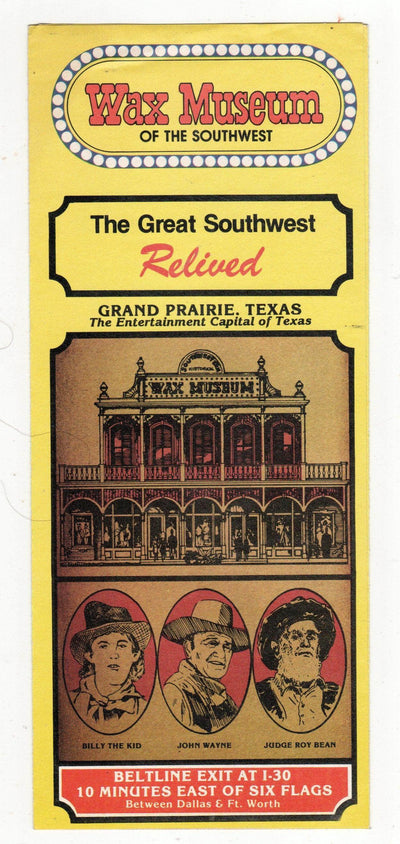 Wax Museum
OF THE SOUTHWEST
The Great Southwest
Relived
GRAND PRAIRIE, TEXAS
The Entertainment Capital of Texas
SOUTHWESTERN
HISTORICAL
WAX MUSEUM
BILLY THE KID
JOHN WAYNE
JUDGE ROY BEAN
BELTLINE EXIT AT I-30
10 MINUTES EAST OF SIX FLAGS
Between Dallas & Ft. Worth